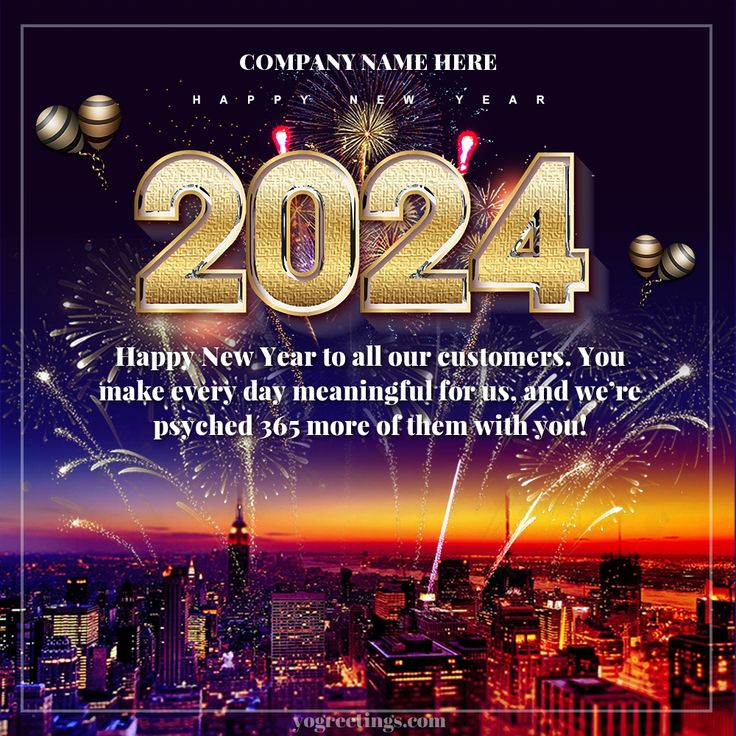 COMPANY NAME HERE
HAPPY NEW YEAR
2024
Happy New Year to all our customers. You
make every day meaningful for us, and we're
psyched 365 more of them with you!
yogreetings.com